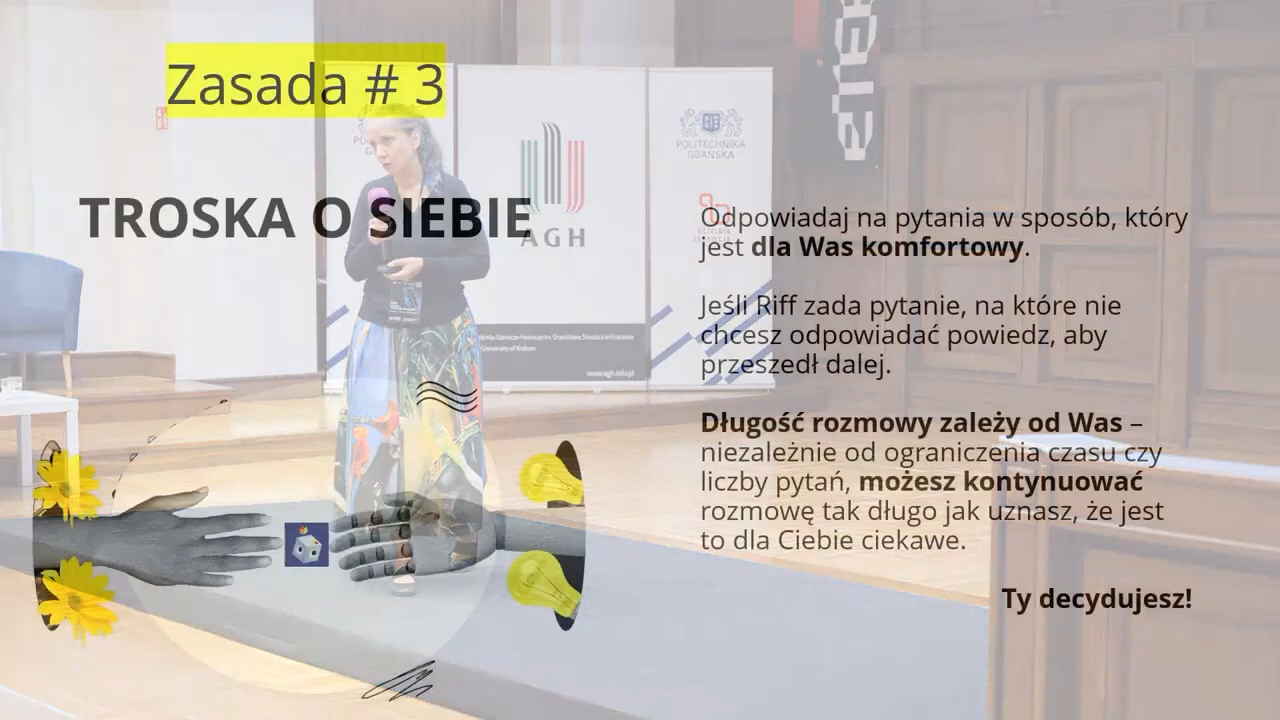 Zasada # 3
TROSKA O SIEBIE
Odpowiadaj na pytania w sposób, który
jest dla Was komfortowy.
Jeśli Riff zada pytanie, na które nie
chcesz odpowiadać powiedz, aby
przeszedł dalej.
Długość rozmowy zależy od Was –
niezależnie od ograniczenia czasu czy
liczby pytań, możesz kontynuować
rozmowę tak długo jak uznasz, że jest
to dla Ciebie ciekawe.
Ty decydujesz!
AGH
POLITECHNIKA
GDAŃSKA
University of Krakow
www.agh.edu.pl